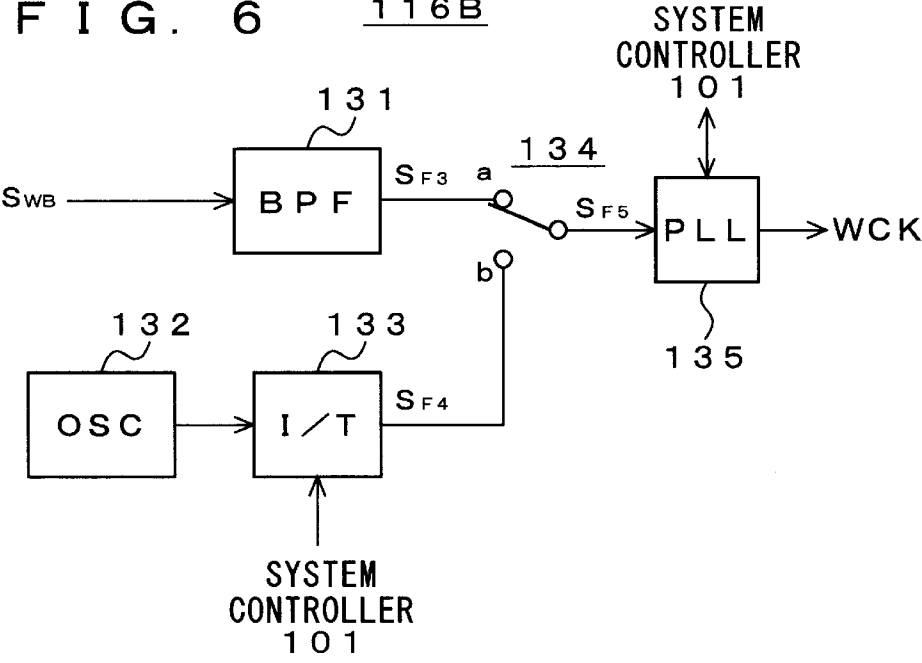 FIG. 6
116B
SYSTEM
CONTROLLER
101
131
134
SWB
BPF
SF3
a
SF5
PLL
WCK
b
132
133
135
OSC
I/T
SF4
SYSTEM
CONTROLLER
101